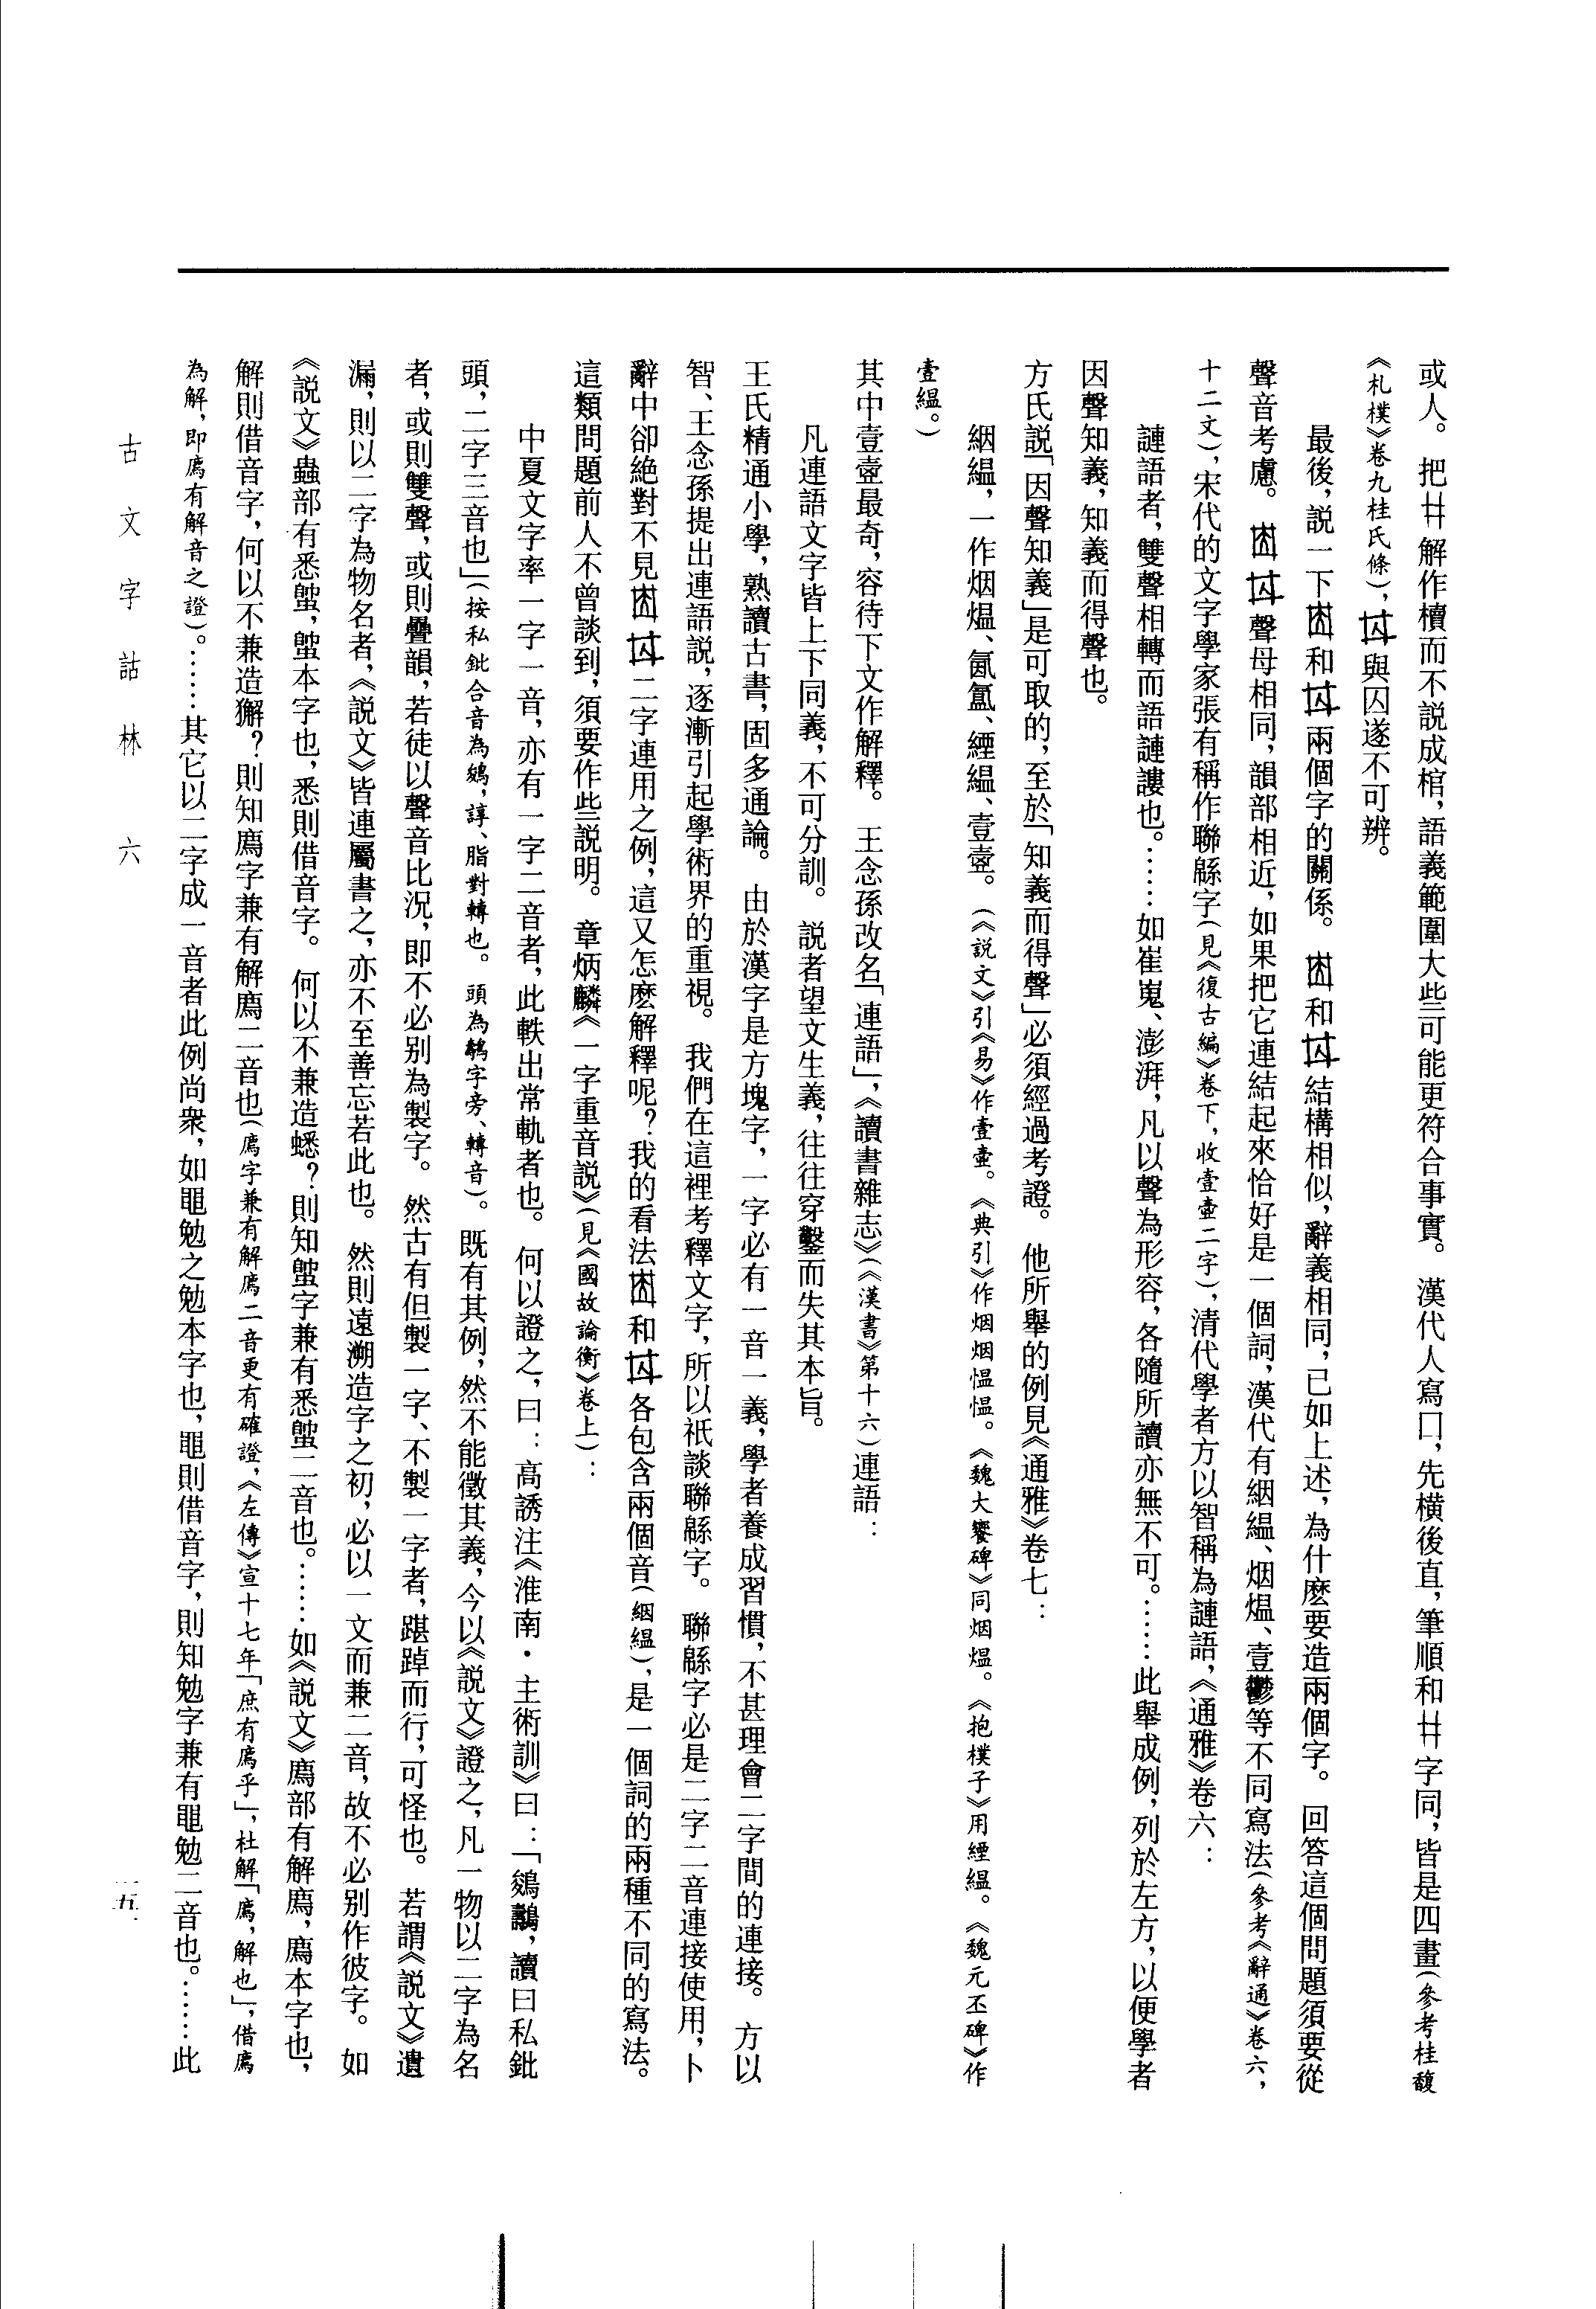 或人。把解作櫝而不説成棺，語義範圍大些可能更符合事實。漢代人寫囗，先橫後直，筆順和字同，皆是四畫（參考桂馥
《札樸》卷九桂氏條），與囚遂不可辨。
最後，説一下和兩個字的關係。和結構相似，辭義相同，已如上述，為什麽要造兩個字。回答這個問題須要從
聲音考慮。聲母相同，韻部相近，如果把它連結起來恰好是一個詞，漢代有絪緼、烟熅、壹鬱等不同寫法（參考《辭通》卷六，
十二文），宋代的文字學家張有稱作聯緜字（見《復古編》卷下，收壹壺二字），清代學者方以智稱為謰語，《通雅》卷六：
謰語者，雙聲相轉而語謰謱也。……如崔嵬、澎湃，凡以聲為形容，各隨所讀亦無不可。……此舉成例，列於左方，以便學者
因聲知義，知義而得聲也。
方氏説「因聲知義」是可取的，至於「知義而得聲」必須經過考證。他所舉的例見《通雅》卷七：
絪緼，一作烟熅、氤氳、緸緼、壹壺。（《説文》引《易》作壹壺。《典引》作烟烟愠愠。《魏大饗碑》同烟熅。《抱樸子》用緸緼。《魏元丕碑》作
壹緼。）
其中壹壺最奇，容待下文作解釋。王念孫改名「連語」，《讀書雜志》（《漢書》第十六）連語：
凡連語文字皆上下同義，不可分訓。説者望文生義，往往穿鑿而失其本旨。
王氏精通小學，熟讀古書，固多通論。由於漢字是方塊字，一字必有一音一義，學者養成習慣，不甚理會二字間的連接。方以
智、王念孫提出連語説，逐漸引起學術界的重視。我們在這裡考釋文字，所以祇談聯緜字。聯緜字必是二字二音連接使用，卜
辭中卻絕對不見二字連用之例，這又怎麽解釋呢？我的看法和各包含兩個音（絪緼），是一個詞的兩種不同的寫法。
這類問題前人不曾談到，須要作些説明。章炳麟《一字重音説》（見《國故論衡》卷上）：
中夏文字率一字一音，亦有一字二音者，此軼出常軌者也。何以證之，曰：高誘注《淮南·主術訓》曰：「鵕鸃，讀曰私鈚
頭，二字三音也」（按私鈚合音為鵕，諄、脂對轉也。頭為鸃字旁、轉音）。既有其例，然不能徵其義，今以《説文》證之，凡一物以二字為名
者，或則雙聲，或則疊韻，若徒以聲音比況，即不必别為製字。然古有但製一字、不製一字者，踸踔而行，可怪也。若謂《説文》遺
漏，則以二字為物名者，《説文》皆連屬書之，亦不至善忘若此也。然則遠溯造字之初，必以一文而兼二音，故不必别作彼字。如
《説文》蟲部有悉䗪，䗪本字也，悉則借音字。何以不兼造蟋？則知䗪字兼有悉䗪二音也。……如《説文》廌部有解廌，廌本字也，
解則借音字，何以不兼造獬？則知廌字兼有解廌二音也（廌字兼有解廌二音更有確證，《左傳》宣十七年「庶有廌乎」，杜解「廌，解也」，借廌
為解，即廌有解音之證）。……其它以二字成一音者此例尚衆，如黽勉之勉本字也，黽則借音字，則知勉字兼有黽勉二音也。……此
古文字詁林　六
一五